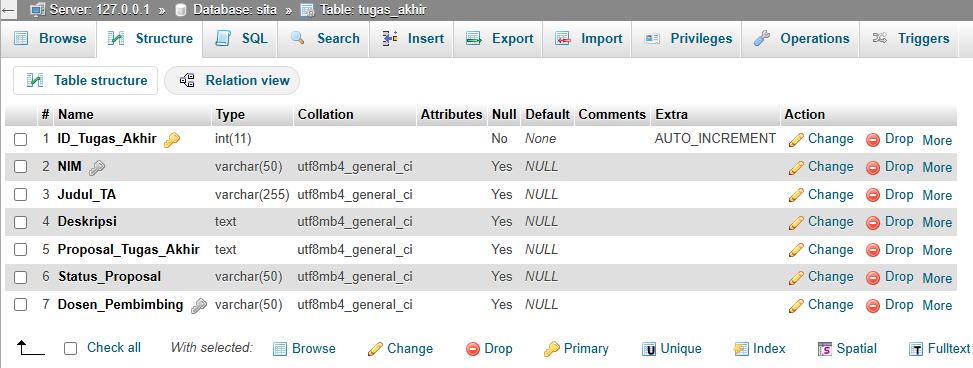 Server: 127.0.0.1 » Database: sita » Table: tugas_akhir
Browse Structure SQL Search Insert Export Import Privileges Operations Triggers
Table structure Relation view
# Name Type Collation Attributes Null Default Comments Extra Action
1 ID_Tugas_Akhir int(11) No None AUTO_INCREMENT Change Drop More
2 NIM varchar(50) utf8mb4_general_ci Yes NULL Change Drop More
3 Judul_TA varchar(255) utf8mb4_general_ci Yes NULL Change Drop More
4 Deskripsi text utf8mb4_general_ci Yes NULL Change Drop More
5 Proposal_Tugas_Akhir text utf8mb4_general_ci Yes NULL Change Drop More
6 Status_Proposal varchar(50) utf8mb4_general_ci Yes NULL Change Drop More
7 Dosen_Pembimbing varchar(50) utf8mb4_general_ci Yes NULL Change Drop More
Check all With selected: Browse Change Drop Primary Unique Index Spatial Fulltext